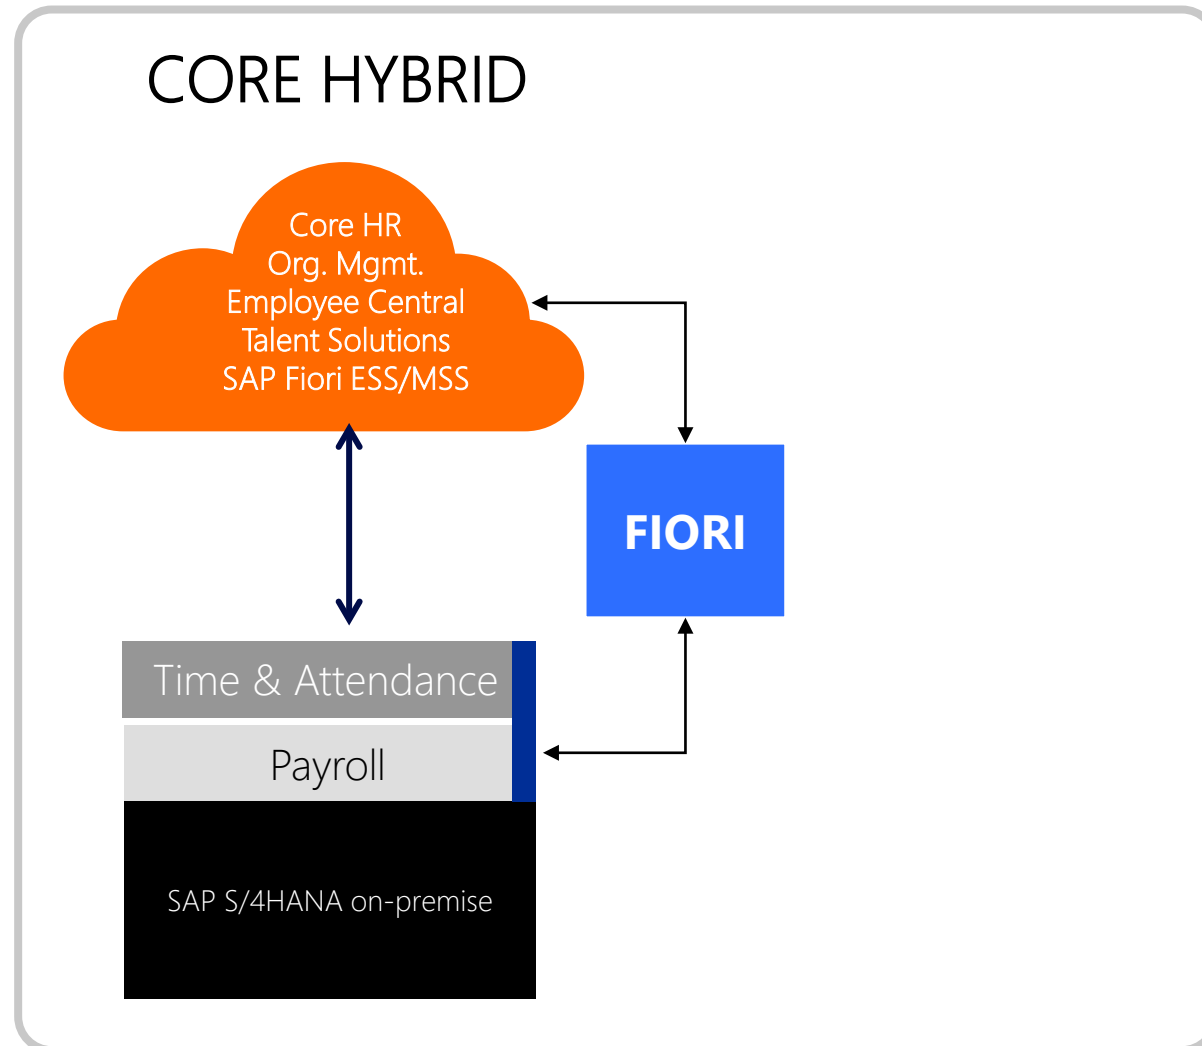 CORE HYBRID
Core HR
Org. Mgmt.
Employee Central
Talent Solutions
SAP Fiori ESS/MSS
FIORI
Time & Attendance
Payroll
SAP S/4HANA on-premise